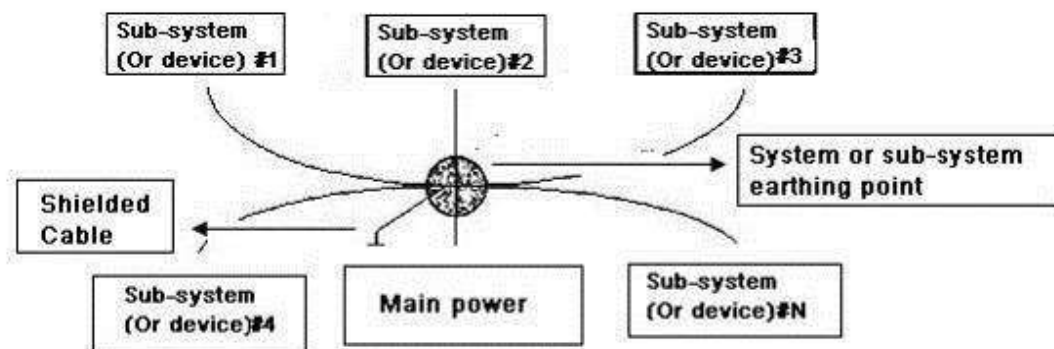 Sub-system
(Or device) #1
Sub-system
(Or device)#2
Sub-system
(Or device)#3
System or sub-system
earthing point
Shielded
Cable
Sub-system
(Or device)#4
Main power
Sub-system
(Or device)#N